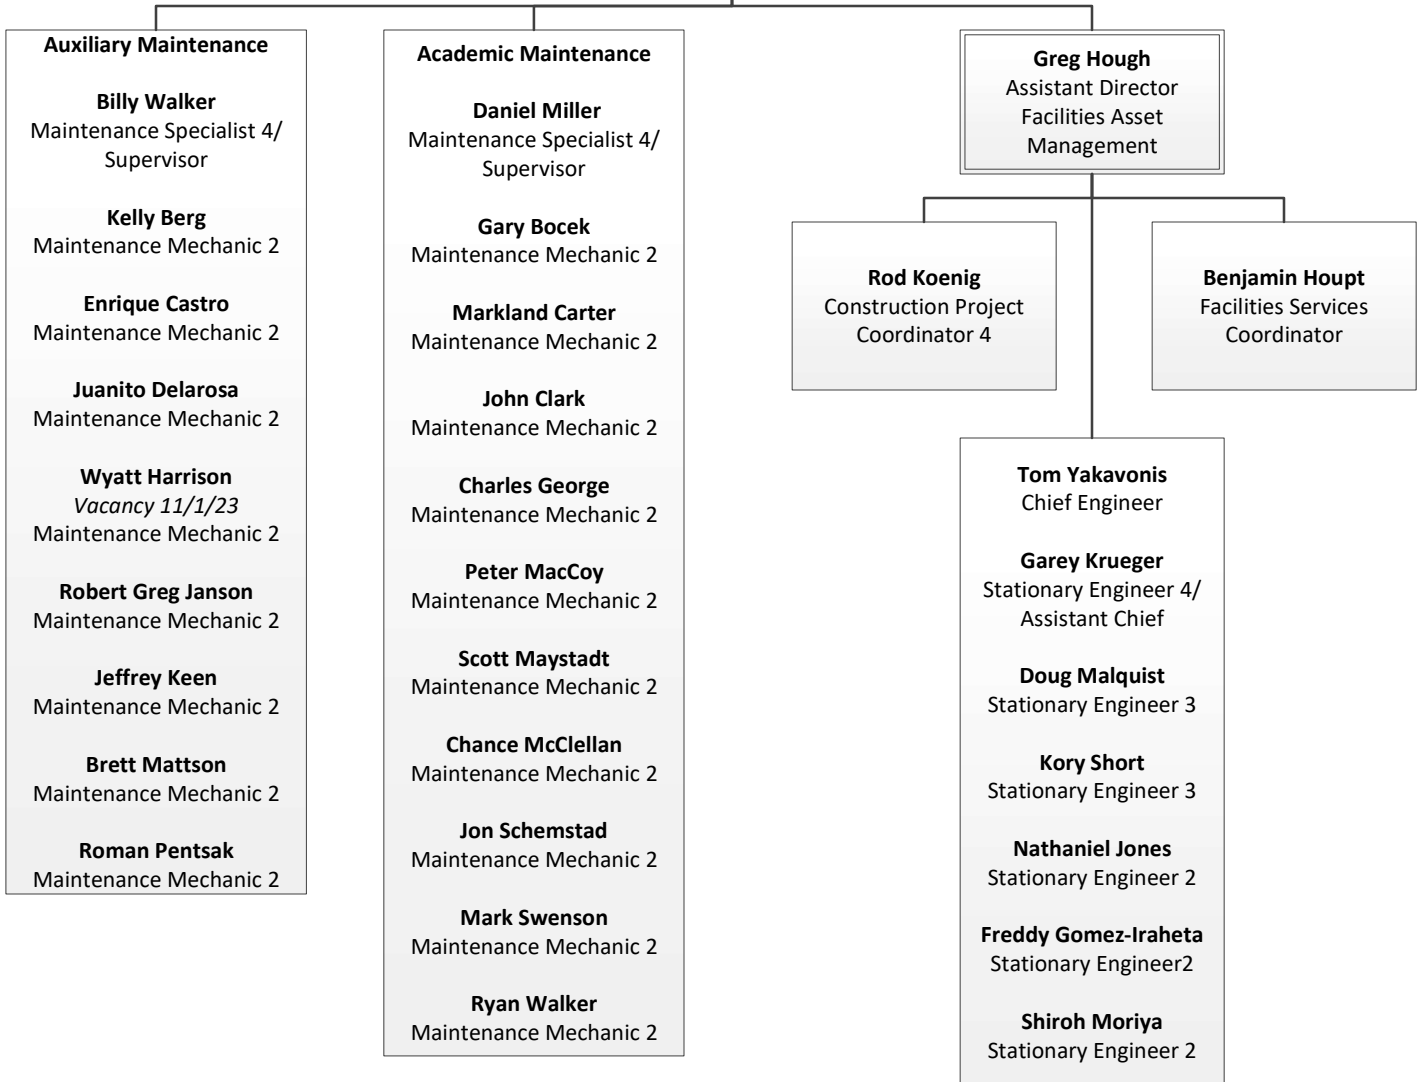 Auxiliary Maintenance
Billy Walker
Maintenance Specialist 4/
Supervisor
Kelly Berg
Maintenance Mechanic 2
Enrique Castro
Maintenance Mechanic 2
Juanito Delarosa
Maintenance Mechanic 2
Wyatt Harrison
Vacancy 11/1/23
Maintenance Mechanic 2
Robert Greg Janson
Maintenance Mechanic 2
Jeffrey Keen
Maintenance Mechanic 2
Brett Mattson
Maintenance Mechanic 2
Roman Pentsak
Maintenance Mechanic 2
Academic Maintenance
Daniel Miller
Maintenance Specialist 4/
Supervisor
Gary Bocek
Maintenance Mechanic 2
Markland Carter
Maintenance Mechanic 2
John Clark
Maintenance Mechanic 2
Charles George
Maintenance Mechanic 2
Peter MacCoy
Maintenance Mechanic 2
Scott Maystadt
Maintenance Mechanic 2
Chance McClellan
Maintenance Mechanic 2
Jon Schemstad
Maintenance Mechanic 2
Mark Swenson
Maintenance Mechanic 2
Ryan Walker
Maintenance Mechanic 2
Greg Hough
Assistant Director
Facilities Asset
Management
Rod Koenig
Construction Project
Coordinator 4
Benjamin Houpt
Facilities Services
Coordinator
Tom Yakavonis
Chief Engineer
Garey Krueger
Stationary Engineer 4/
Assistant Chief
Doug Malquist
Stationary Engineer 3
Kory Short
Stationary Engineer 3
Nathaniel Jones
Stationary Engineer 2
Freddy Gomez-Iraheta
Stationary Engineer2
Shiroh Moriya
Stationary Engineer 2